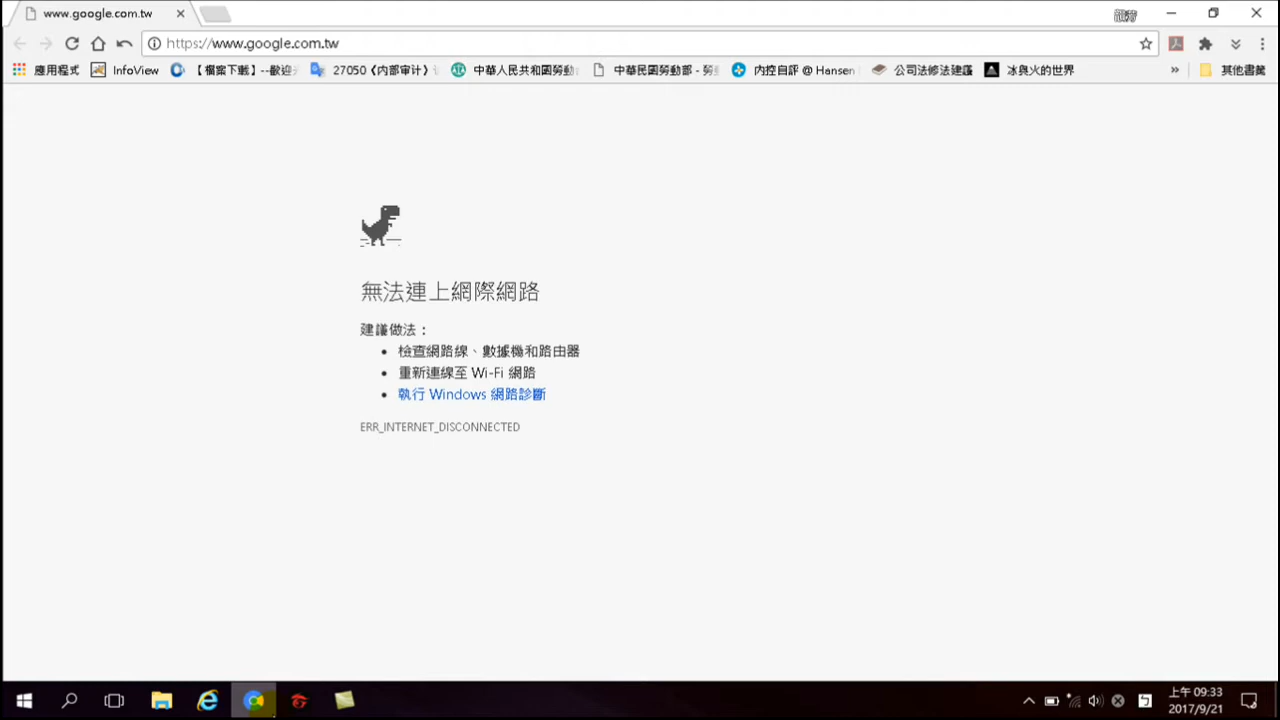 www.google.com.tw
https://www.google.com.tw
應用程式 InfoView 【檔案下載】--歡迎 27050《内部审计》 中華人民共和國勞動 中華民國勞動部 - 勞 內控自評 @ Hansen 公司法修法建議 冰與火的世界 » 其他書籤
無法連上網際網路
建議做法：
檢查網路線、數據機和路由器
重新連線至 Wi-Fi 網路
執行 Windows 網路診斷
ERR_INTERNET_DISCONNECTED
上午 09:33
2017/9/21